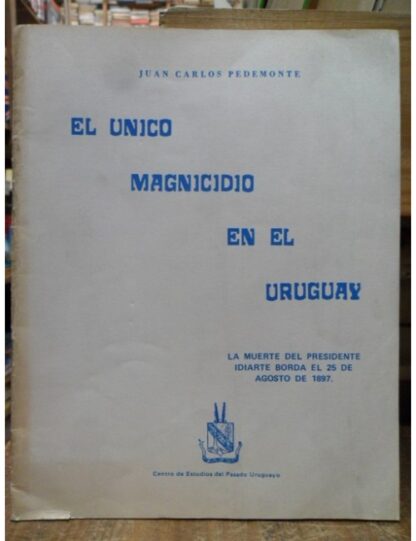 JUAN CARLOS PEDEMONTE
EL UNICO
MAGNICIDIO
EN EL
URUGUAY
LA MUERTE DEL PRESIDENTE
IDIARTE BORDA EL 25 DE
AGOSTO DE 1897.
Centro de Estudios del Pasado Uruguayo